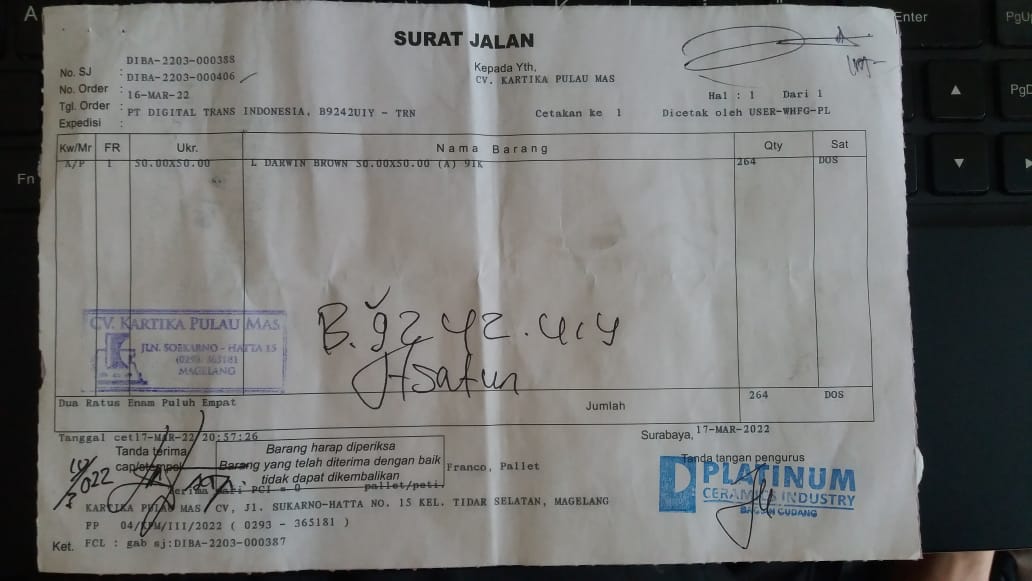 SURAT JALAN
No. SJ : DIBA-2203-000388
No. Order : DIBA-2203-000406
Tgl. Order : 16-MAR-22
Expedisi : PT DIGITAL TRANS INDONESIA, B9242UIY - TRN
Kepada Yth,
CV. KARTIKA PULAU MAS
Hal : 1 Dari 1
Cetakan ke 1 Dicetak oleh USER-WHFG-PL
Kw/Mr FR Ukr. Nama Barang Qty Sat
A/P 1 50.00X50.00 L DARWIN BROWN 50.00X50.00 (A) 91K 264 DOS
B. 9242.UIY
CV. KARTIKA PULAU MAS
JLN. SOEKARNO - HATTA 15
(0293) 365181
MAGELANG
264 DOS
Dua Ratus Enam Puluh Empat
Jumlah
Tanggal cet17-MAR-22/20:57:26
Surabaya, 17-MAR-2022
Tanda terima
cap/stempel
Barang harap diperiksa
Barang yang telah diterima dengan baik
tidak dapat dikembalikan
Franco, Pallet
Tanda tangan pengurus
PLATINUM
CERAMICS INDUSTRY
BAGIAN GUDANG
2022
PCI = 0 pallet/peti.
KARTIKA PULAU MAS, CV, Jl. SUKARNO-HATTA NO. 15 KEL. TIDAR SELATAN, MAGELANG
PP 04/KPM/III/2022 ( 0293 - 365181 )
Ket. FCL : gab sj:DIBA-2203-000387
Enter
PgUp
Fn